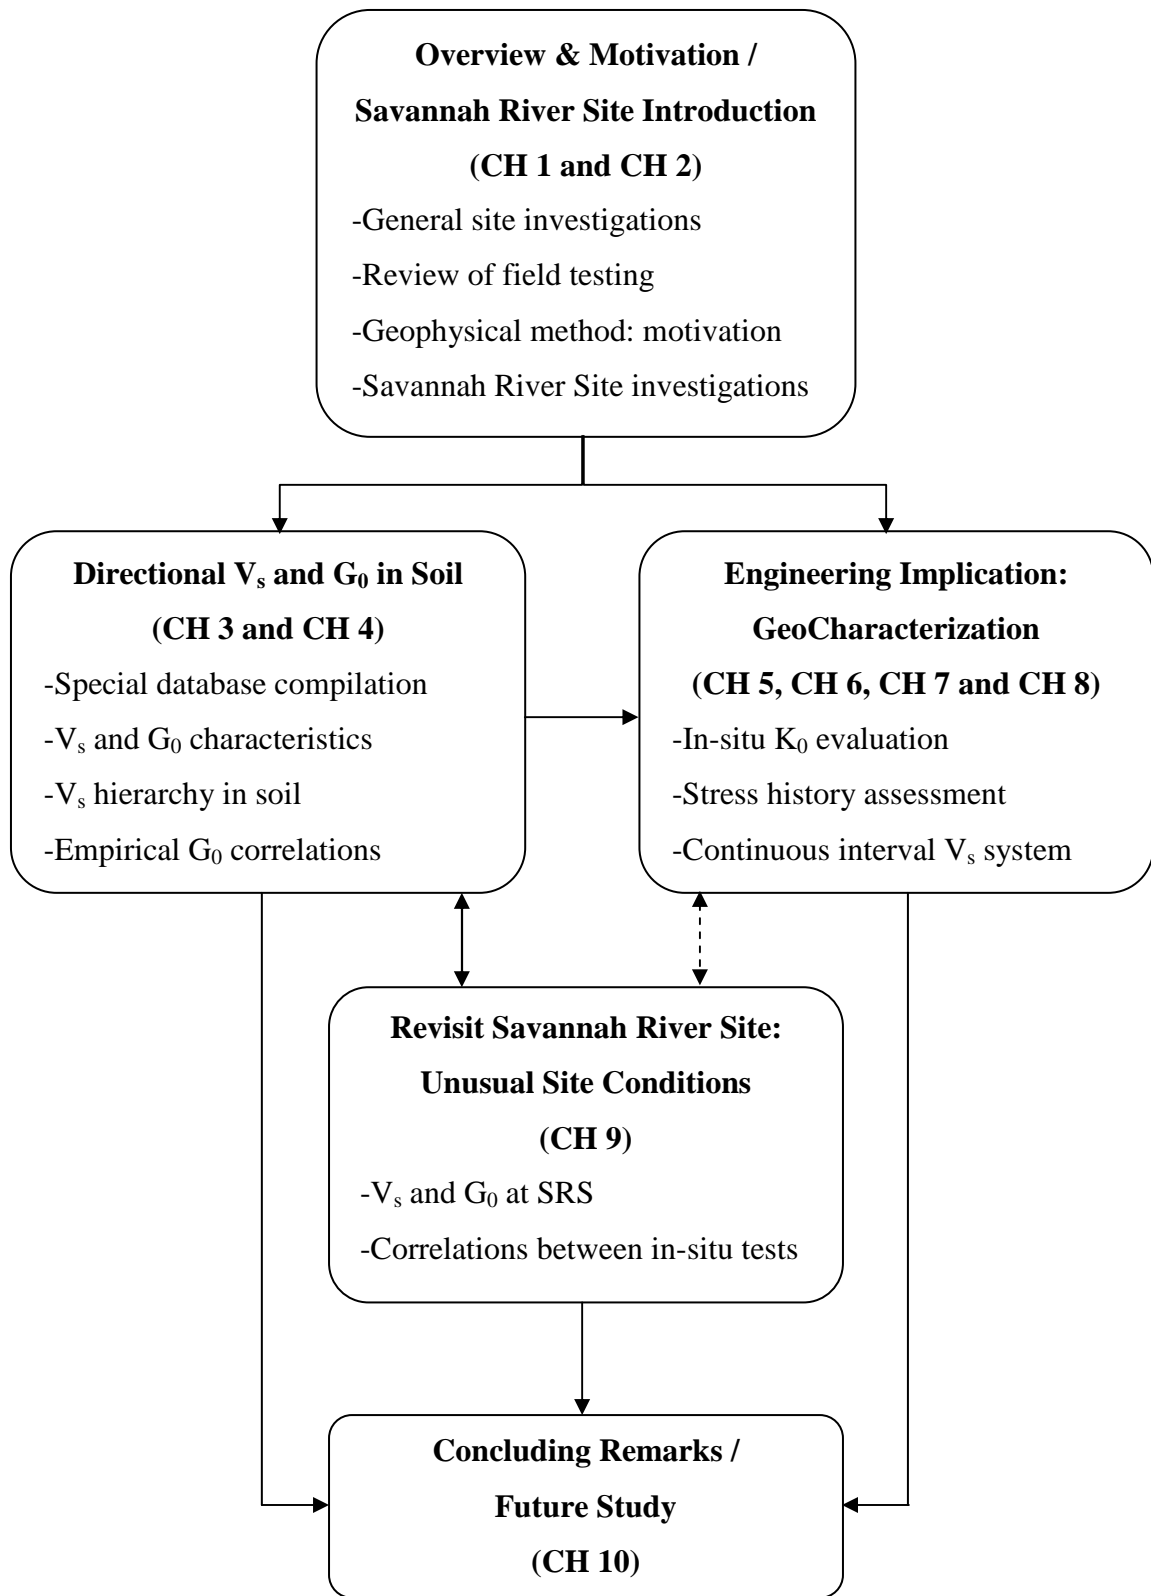 Overview & Motivation /
Savannah River Site Introduction
(CH 1 and CH 2)
-General site investigations
-Review of field testing
-Geophysical method: motivation
-Savannah River Site investigations
Directional Vs and G0 in Soil
(CH 3 and CH 4)
-Special database compilation
-Vs and G0 characteristics
-Vs hierarchy in soil
-Empirical G0 correlations
Engineering Implication:
GeoCharacterization
(CH 5, CH 6, CH 7 and CH 8)
-In-situ K0 evaluation
-Stress history assessment
-Continuous interval Vs system
Revisit Savannah River Site:
Unusual Site Conditions
(CH 9)
-Vs and G0 at SRS
-Correlations between in-situ tests
Concluding Remarks /
Future Study
(CH 10)